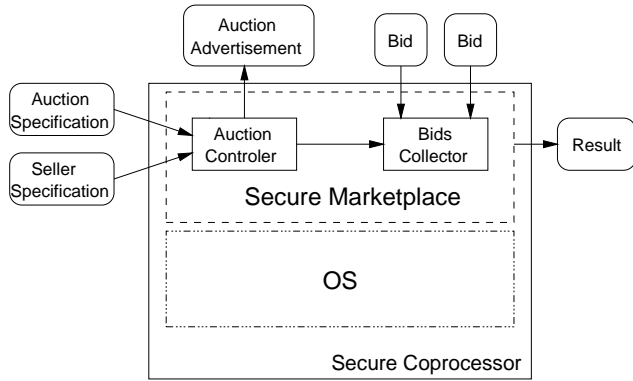 Auction
Advertisement
Bid
Bid
Auction
Specification
Seller
Specification
Auction
Controler
Bids
Collector
Result
Secure Marketplace
OS
Secure Coprocessor